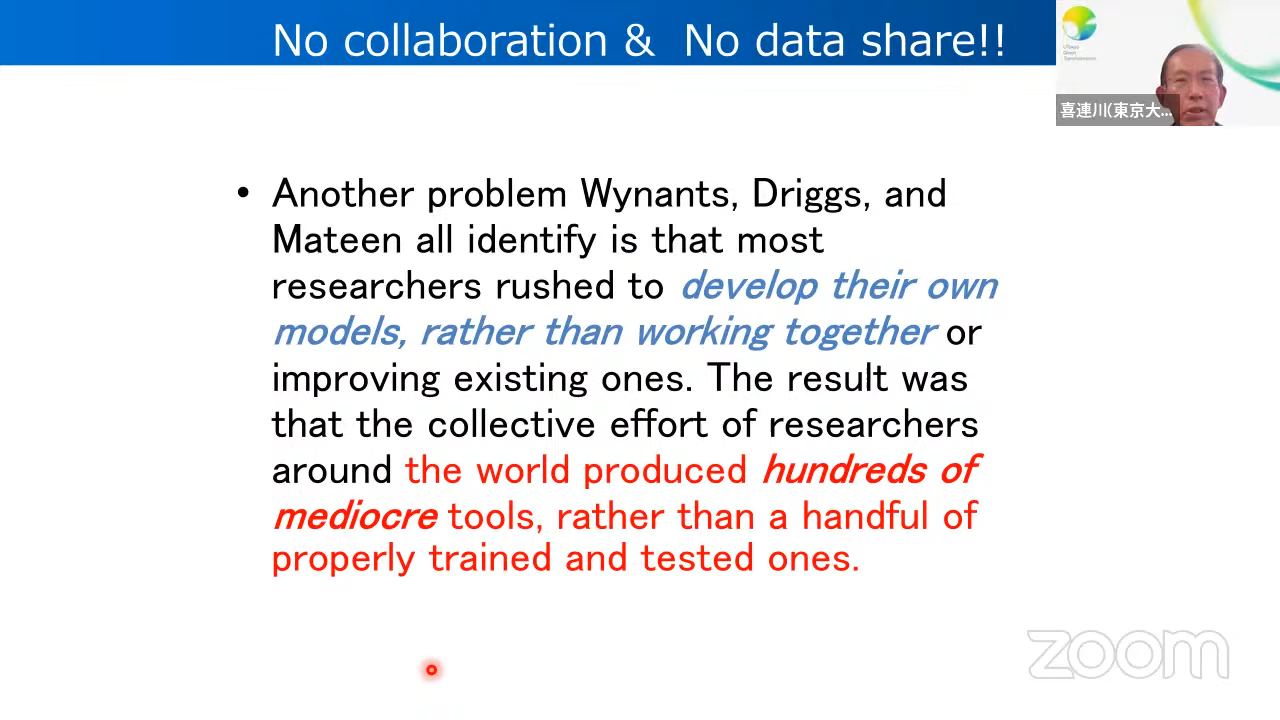 No collaboration & No data share!!
喜連川(東京大...
• Another problem Wynants, Driggs, and
Mateen all identify is that most
researchers rushed to develop their own
models, rather than working together or
improving existing ones. The result was
that the collective effort of researchers
around the world produced hundreds of
mediocre tools, rather than a handful of
properly trained and tested ones.
zoom